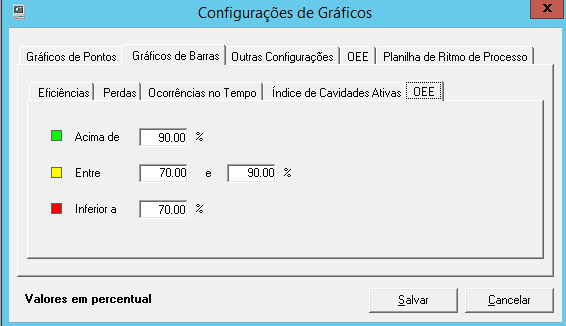 Configurações de Gráficos
x
Gráficos de Pontos Gráficos de Barras Outras Configurações OEE Planilha de Ritmo de Processo
Eficiências Perdas Ocorrências no Tempo Índice de Cavidades Ativas OEE
Acima de 90.00 %
Entre 70.00 e 90.00 %
Inferior a 70.00 %
Valores em percentual Salvar Cancelar